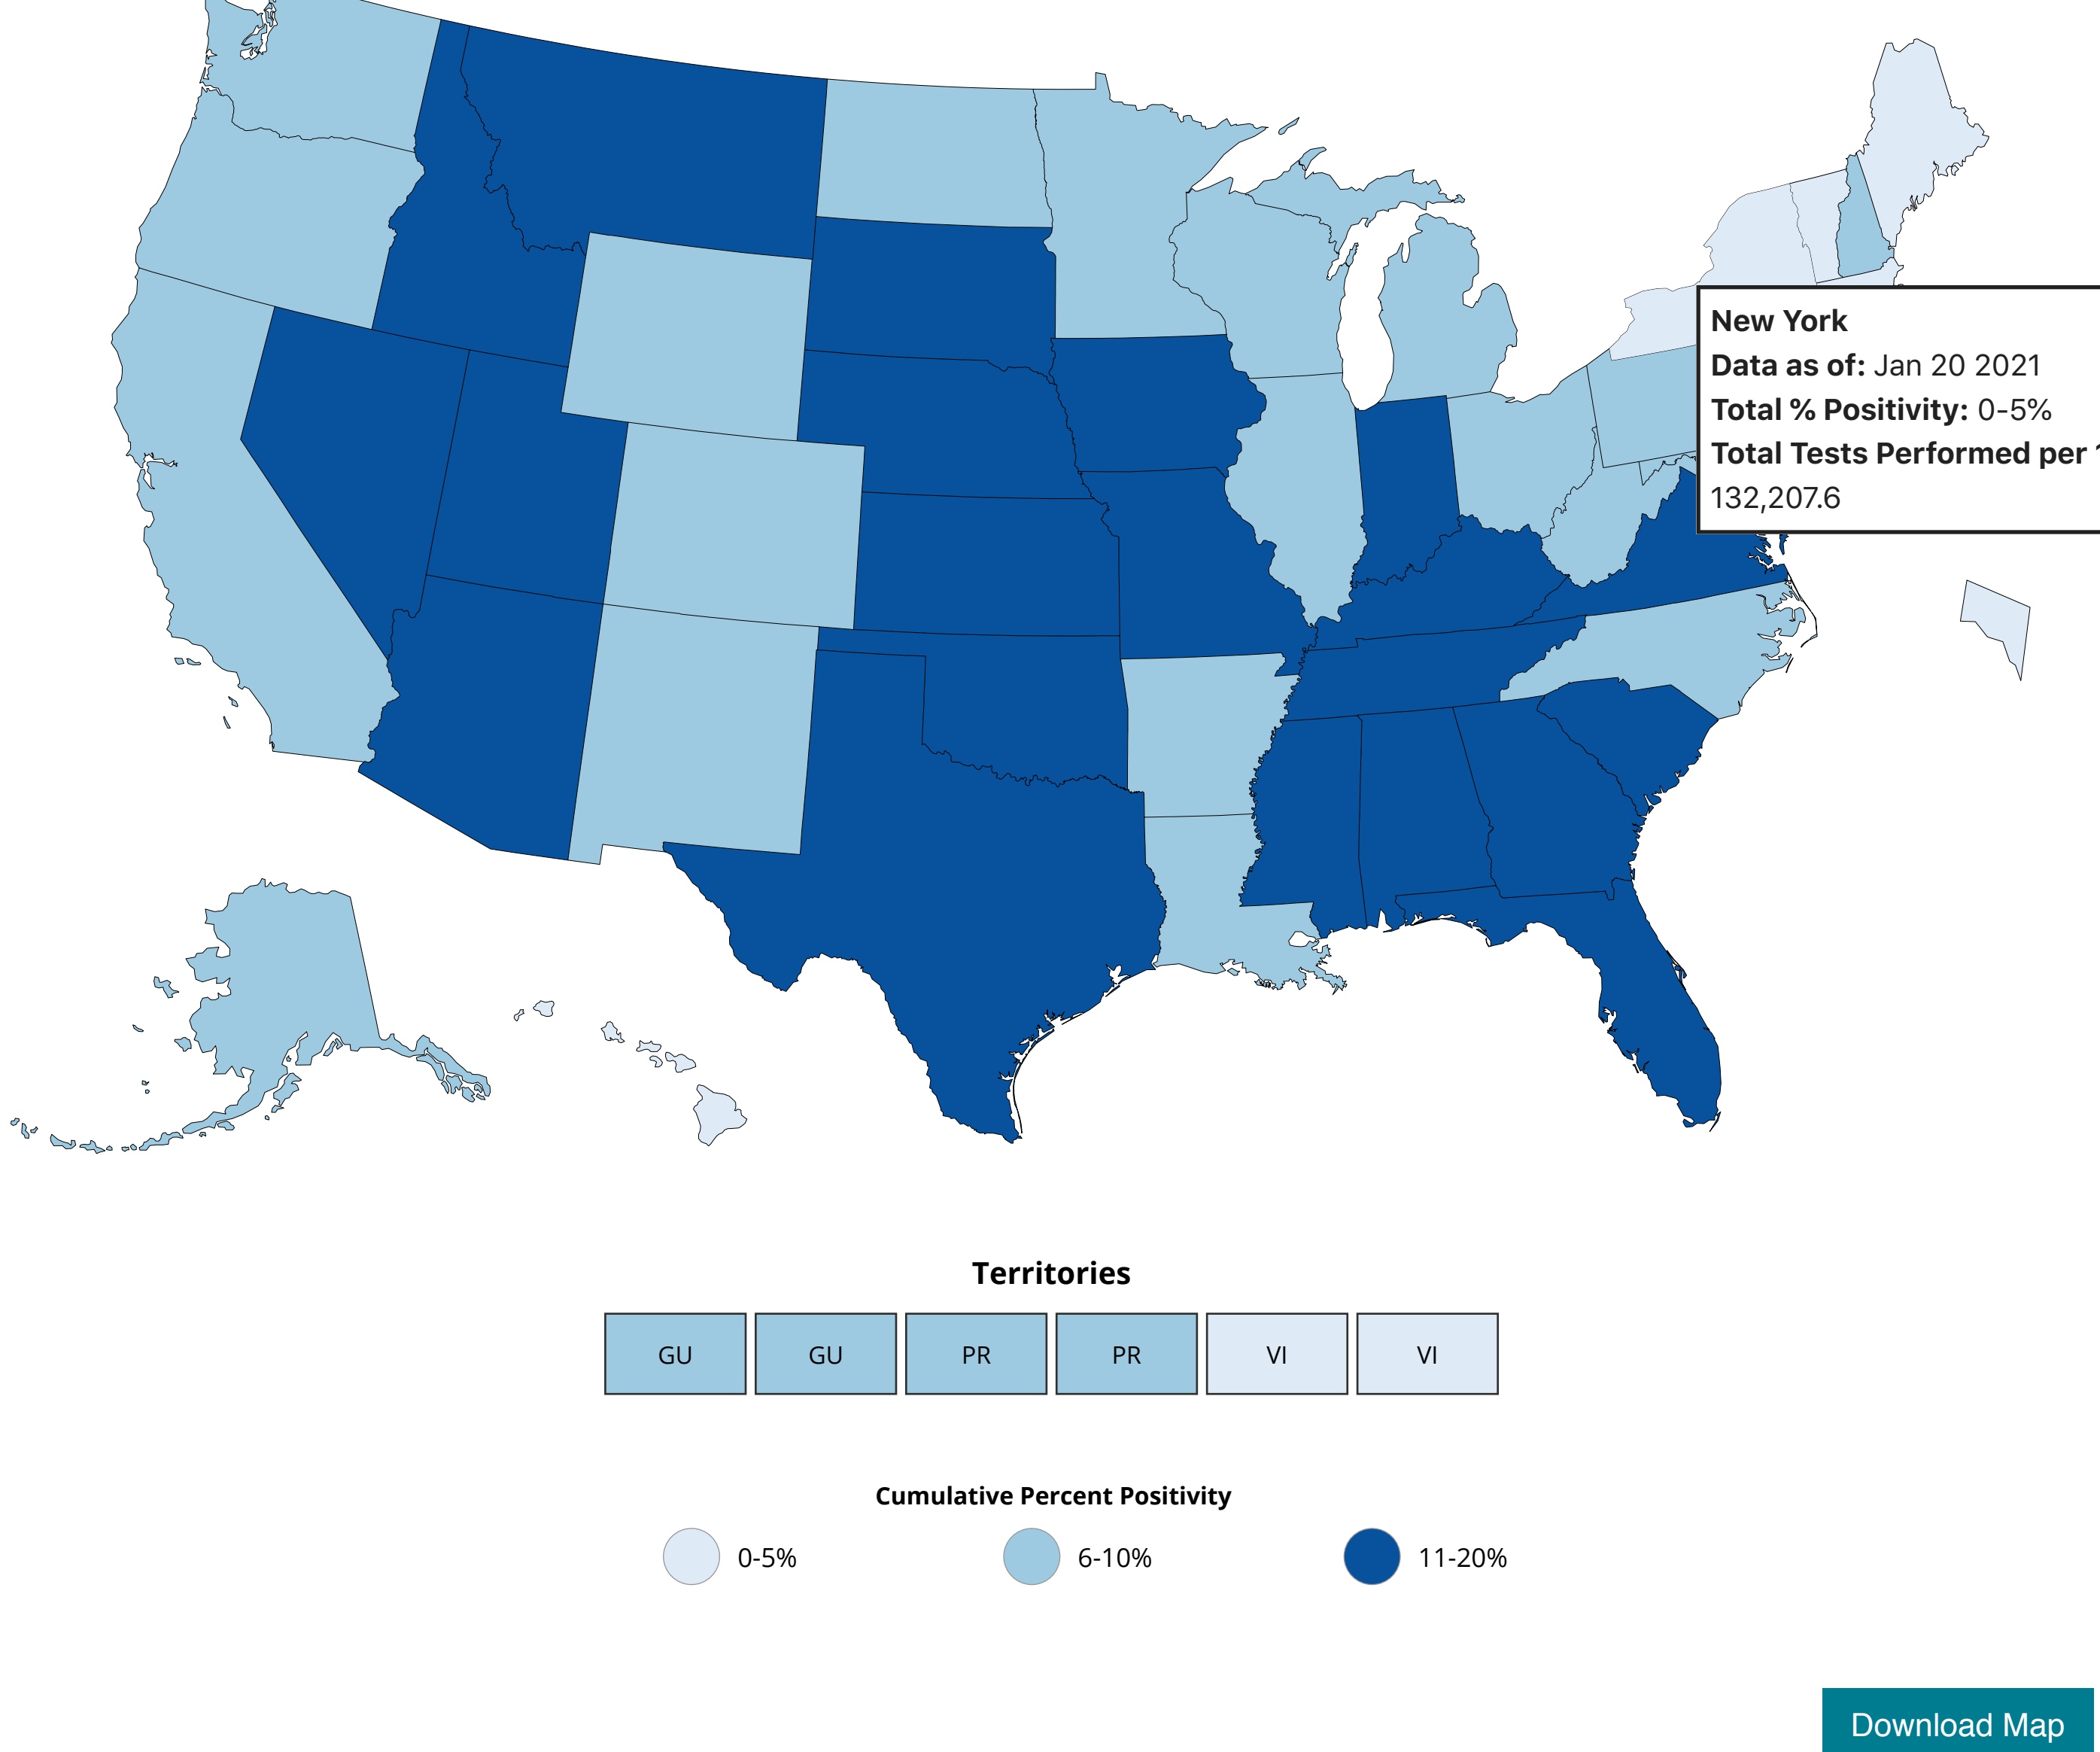 New York
Data as of: Jan 20 2021
Total % Positivity: 0-5%
Total Tests Performed per
132,207.6
Territories
GU GU PR PR VI VI
Cumulative Percent Positivity
0-5% 6-10% 11-20%
Download Map